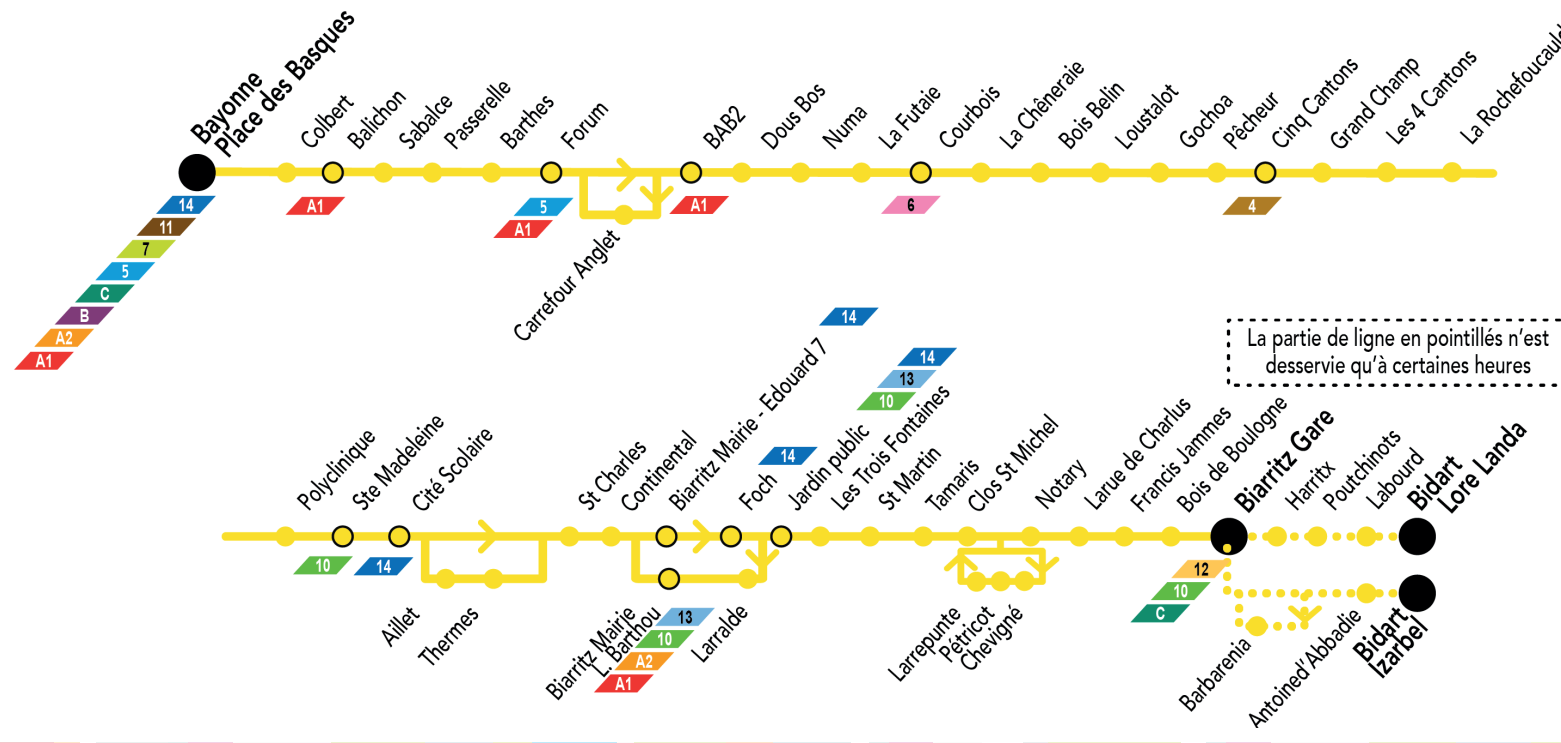 Bayonne
Place des Basques
Colbert
Balichon
Sabalce
Passerelle
Barthes
Forum
BAB2
Dous Bos
Numa
La Futaie
Courbois
La Chêneraie
Bois Belin
Loustalot
Gochoa
Pêcheur
Cinq Cantons
Grand Champ
Les 4 Cantons
La Rochefoucauld
14
11
7
5
C
B
A2
A1
A1
5
A1
A1
6
4
Carrefour Anglet
La partie de ligne en pointillés n'est
desservie qu'à certaines heures
Polyclinique
Ste Madeleine
Cité Scolaire
St Charles
Continental
Biarritz Mairie - Edouard 7
14
Foch
14
Jardin public
14
13
10
Les Trois Fontaines
St Martin
Tamaris
Clos St Michel
Notary
Larue de Charlus
Francis Jammes
Bois de Boulogne
Biarritz Gare
Harritx
Poutchinots
Labourd
Bidart
Lore Landa
10
14
Aïllet
Thermes
Biarritz Mairie
L. Barthou
13
10
A2
A1
Larralde
Larrepunte
Pétricot
Chevigné
12
10
C
Barbarenia
Antoined'Abbadie
Bidart
Izarbel